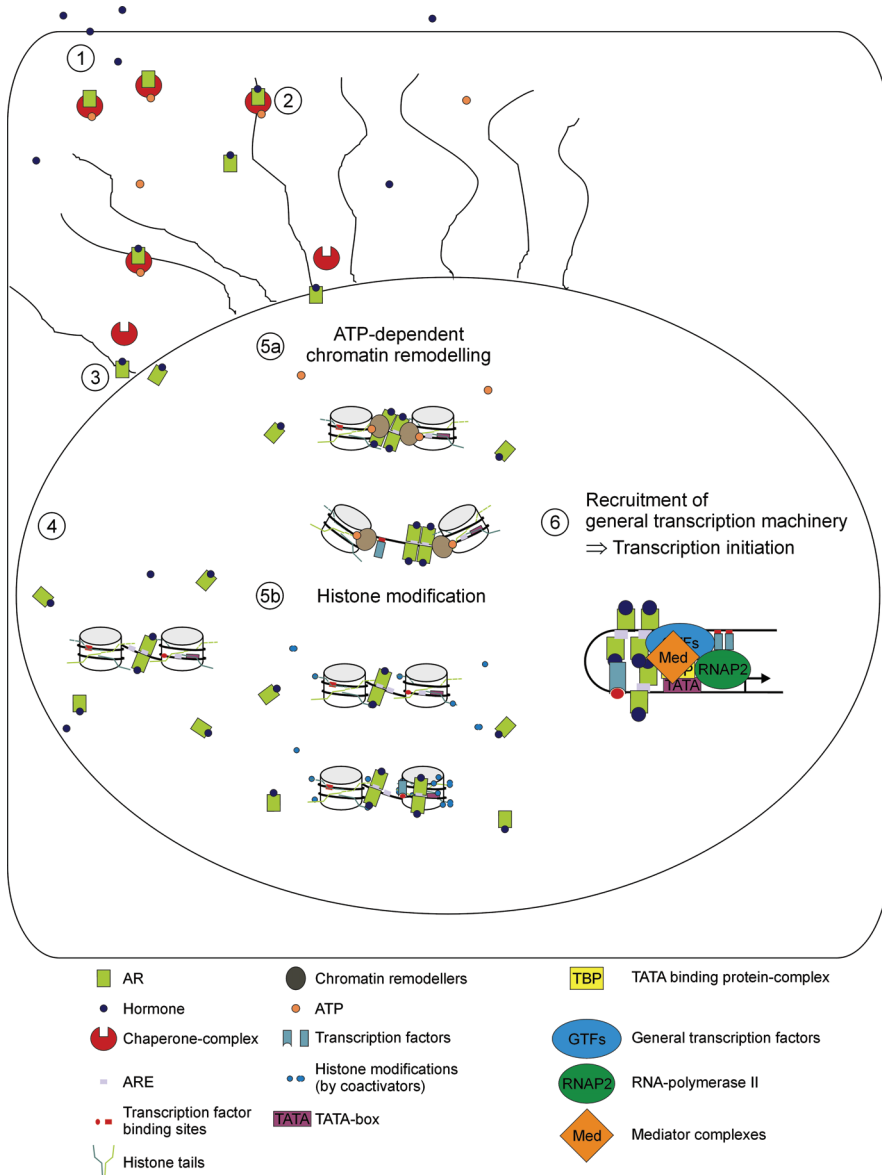 1
2
3
4
5a
ATP-dependent
chromatin remodelling
5b
Histone modification
6
Recruitment of
general transcription machinery
⇒ Transcription initiation
Fs
Med
P
RNAP2
TATA
AR
Hormone
Chaperone-complex
ARE
Transcription factor
binding sites
Histone tails
Chromatin remodellers
ATP
Transcription factors
Histone modifications
(by coactivators)
TATA TATA-box
TBP TATA binding protein-complex
GTFs General transcription factors
RNAP2 RNA-polymerase II
Med Mediator complexes